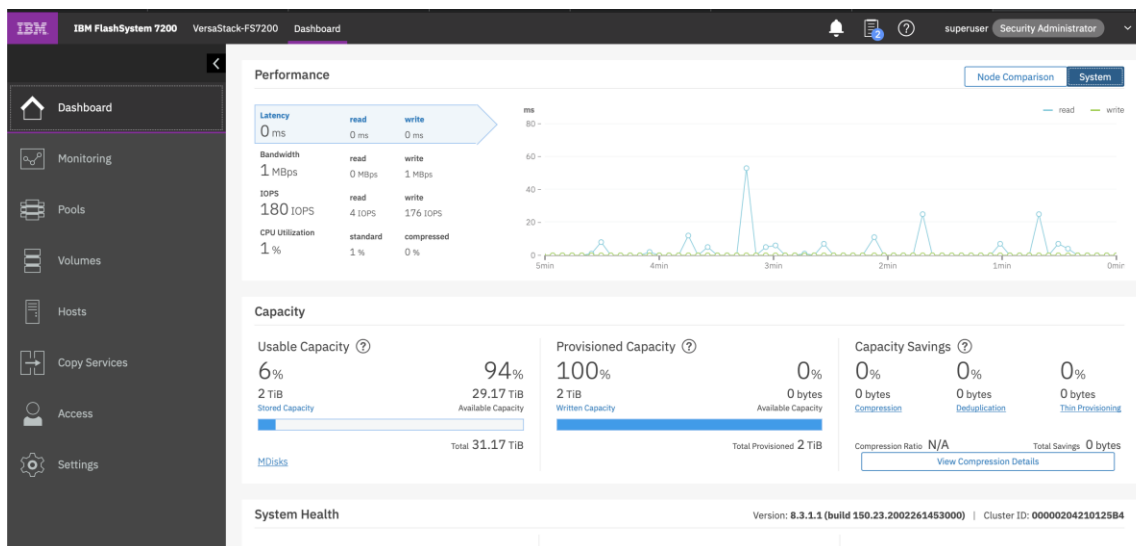 IBM IBM FlashSystem 7200 VersaStack-FS7200 Dashboard 2 superuser Security Administrator
Dashboard
Monitoring
Pools
Volumes
Hosts
Copy Services
Access
Settings
Performance Node Comparison System
Latency read write
0 ms 0 ms 0 ms
Bandwidth read write
1 MBps 0 MBps 1 MBps
IOPS read write
180 IOPS 4 IOPS 176 IOPS
CPU Utilization standard compressed
1 % 1 % 0 %
ms read write
80
60
40
20
0
5min 4min 3min 2min 1min 0min
Capacity
Usable Capacity ?
6% 94%
2 TiB 29.17 TiB
Stored Capacity Available Capacity
Total 31.17 TiB
MDisks
Provisioned Capacity ?
100% 0%
2 TiB 0 bytes
Written Capacity Available Capacity
Total Provisioned 2 TiB
Capacity Savings ?
0% 0% 0%
0 bytes 0 bytes 0 bytes
Compression Deduplication Thin Provisioning
Compression Ratio N/A Total Savings 0 bytes
View Compression Details
System Health Version: 8.3.1.1 (build 150.23.2002261453000) | Cluster ID: 00000204210125B4